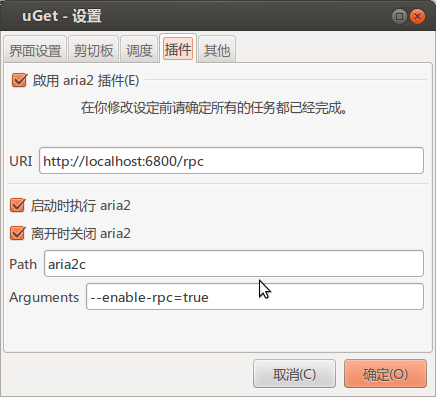 uGet - 设置
界面设置 剪切板 调度 插件 其他
启用 aria2 插件(E)
在你修改设定前请确定所有的任务都已经完成。
URI http://localhost:6800/rpc
启动时执行 aria2
离开时关闭 aria2
Path aria2c
Arguments --enable-rpc=true
取消(C) 确定(O)